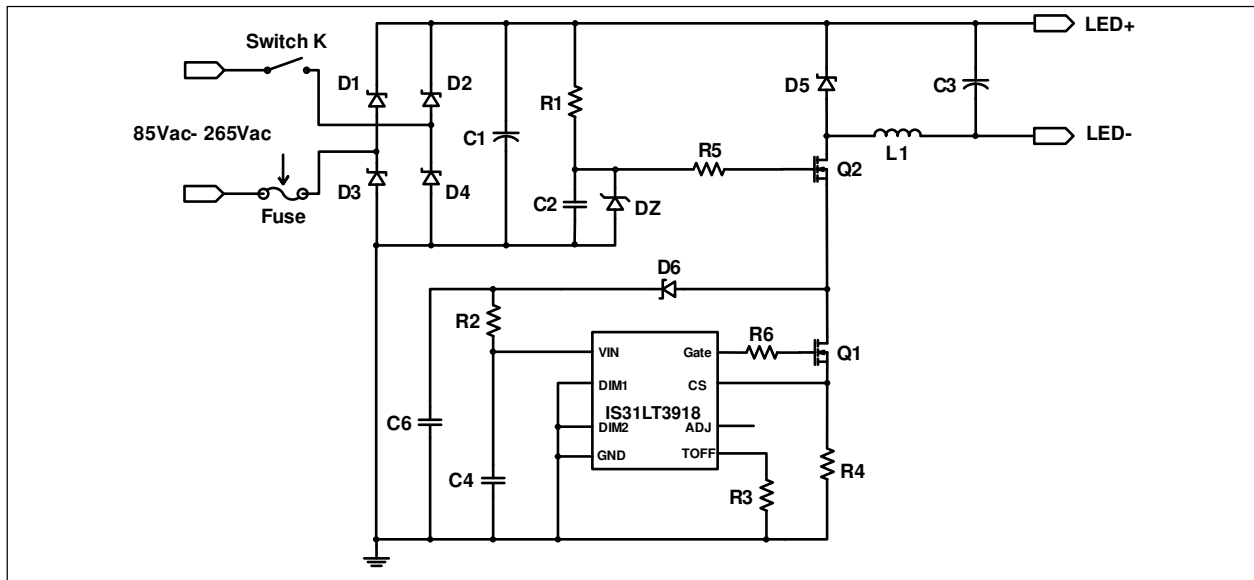 LED+
Switch K
D1
D2
D5
C3
R1
85Vac- 265Vac
C1
LED-
R5
L1
Q2
D3
D4
C2
DZ
Fuse
D6
R2
R6
VIN
Gate
Q1
DIM1
CS
IS31LT3918
C6
DIM2
ADJ
GND
TOFF
R4
C4
R3